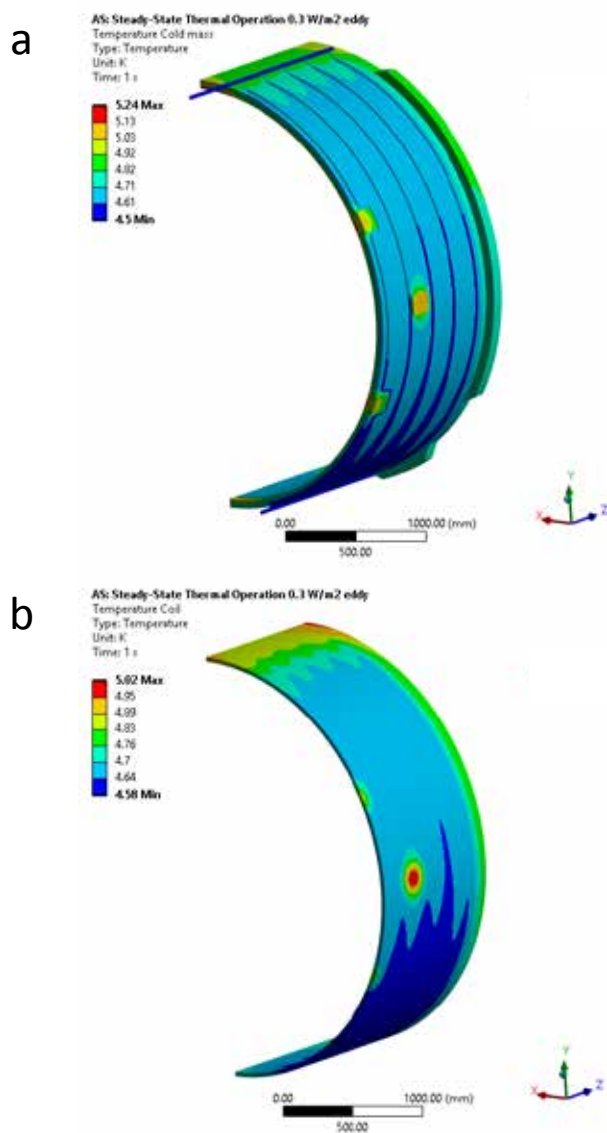 a
A5: Steady-State Thermal Operation 0.3 W/m2 eddy
Temperature Cold mass
Type: Temperature
Unit: K
Time: 1 s
5.24 Max
5.13
5.03
4.92
4.82
4.71
4.61
4.5 Min
Y
X
Z
0.00
1000.00 (mm)
500.00
b
A5: Steady-State Thermal Operation 0.3 W/m2 eddy
Temperature Coil
Type: Temperature
Unit: K
Time: 1 s
5.02 Max
4.95
4.89
4.83
4.76
4.7
4.64
4.58 Min
Y
X
Z
0.00
1000.00 (mm)
500.00